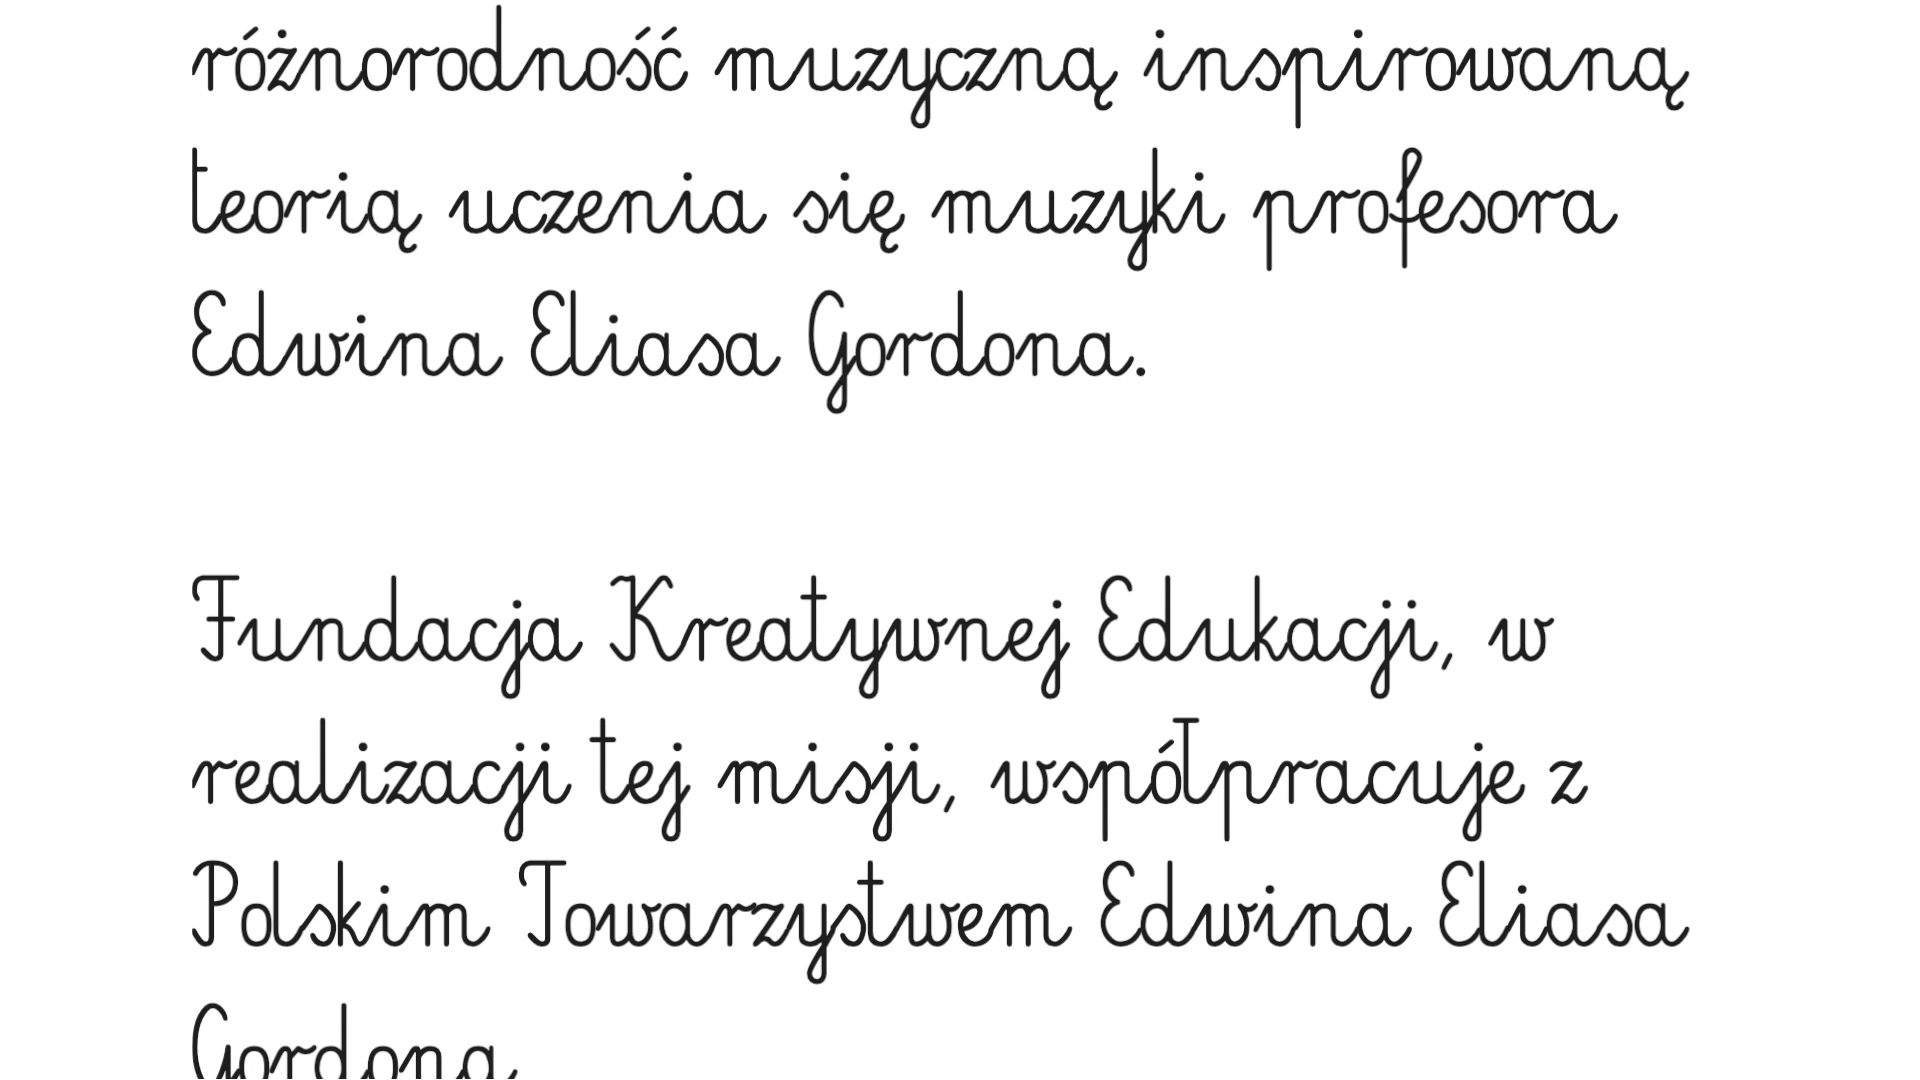 różnorodność muzyczną inspirowaną
teorią uczenia się muzyki profesora
Edwina Eliasa Gordona.
Fundacja Kreatywnej Edukacji, w
realizacji tej misji, współpracuje z
Polskim Towarzystwem Edwina Eliasa
Gordona